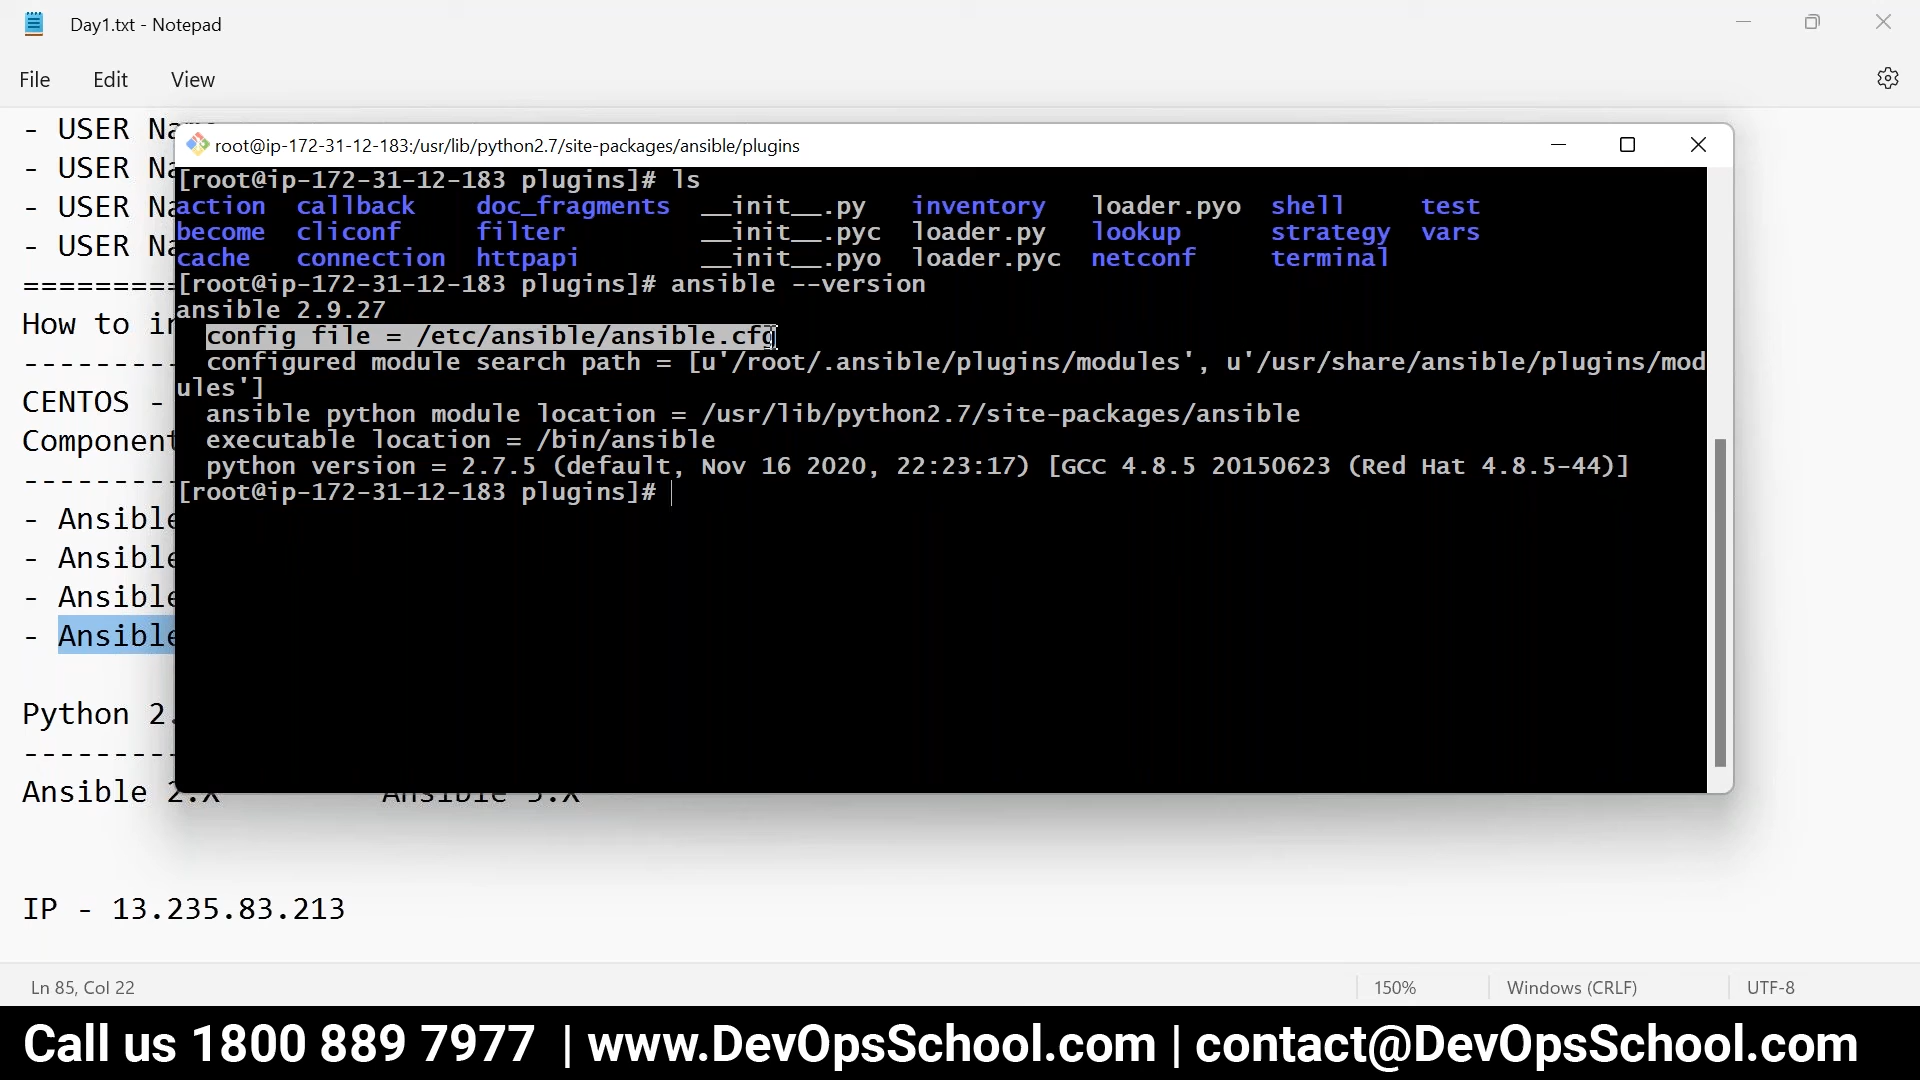 Day1.txt - Notepad
File Edit View
- USER Na
- USER Na
- USER Na
- USER Na
==========
How to in
---------
CENTOS -
Component
---------
- Ansible
- Ansible
- Ansible
- Ansible
Python 2.
---------
Ansible 2.X Ansible 3.X
IP - 13.235.83.213
root@ip-172-31-12-183:/usr/lib/python2.7/site-packages/ansible/plugins
[root@ip-172-31-12-183 plugins]# ls
action callback doc_fragments __init__.py inventory loader.pyo shell test
become cliconf filter __init__.pyc loader.py lookup strategy vars
cache connection httpapi __init__.pyo loader.pyc netconf terminal
[root@ip-172-31-12-183 plugins]# ansible --version
ansible 2.9.27
config file = /etc/ansible/ansible.cfg
configured module search path = [u'/root/.ansible/plugins/modules', u'/usr/share/ansible/plugins/mod
ules']
ansible python module location = /usr/lib/python2.7/site-packages/ansible
executable location = /bin/ansible
python version = 2.7.5 (default, Nov 16 2020, 22:23:17) [GCC 4.8.5 20150623 (Red Hat 4.8.5-44)]
[root@ip-172-31-12-183 plugins]#
Ln 85, Col 22 150% Windows (CRLF) UTF-8
Call us 1800 889 7977 | www.DevOpsSchool.com | contact@DevOpsSchool.com